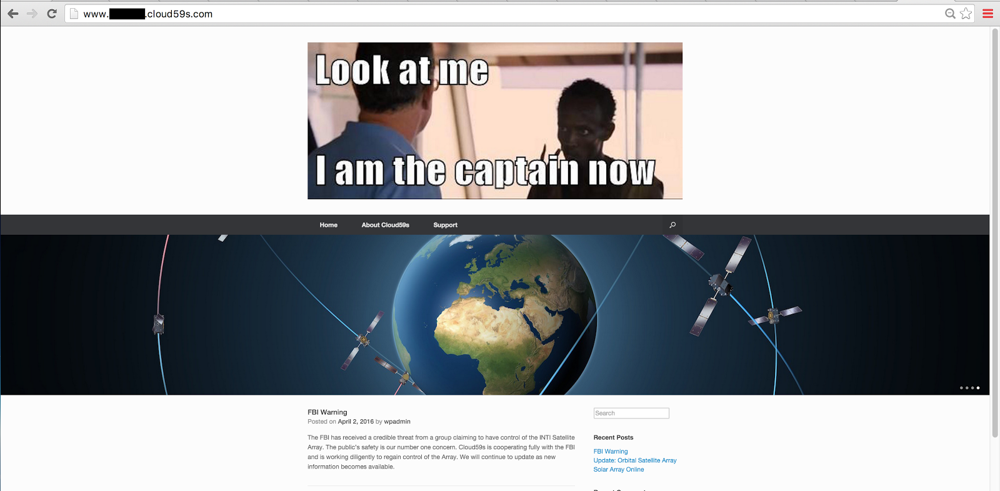 www. .cloud59s.com
Look at me
I am the captain now
Home About Cloud59s Support
FBI Warning
Posted on April 2, 2016 by wpadmin
The FBI has received a credible threat from a group claiming to have control of the INTI Satellite
Array. The public's safety is our number one concern. Cloud59s is cooperating fully with the FBI
and is working diligently to regain control of the Array. We will continue to update as new
information becomes available.
Search
Recent Posts
FBI Warning
Update: Orbital Satellite Array
Solar Array Online